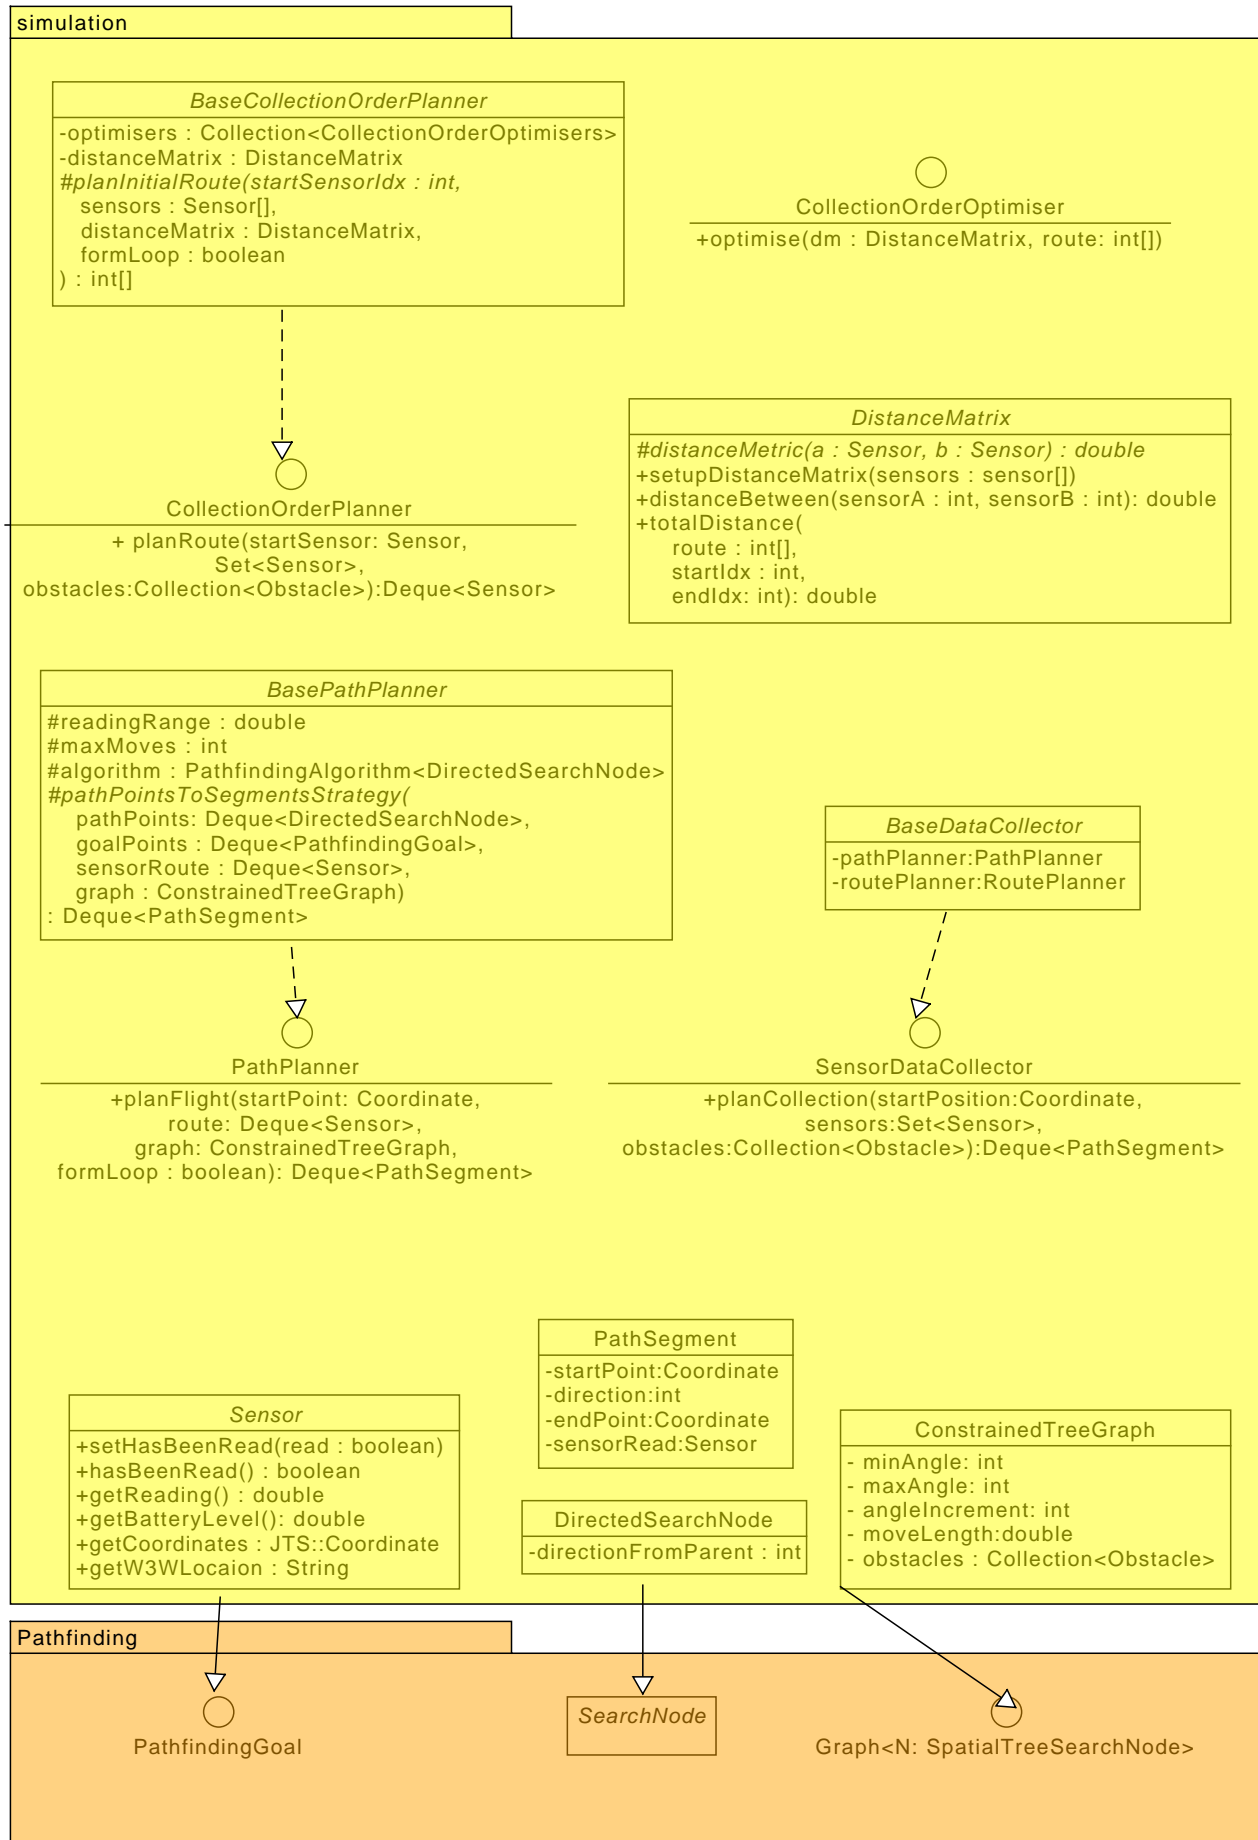 simulation
BaseCollectionOrderPlanner
-optimisers : Collection<CollectionOrderOptimisers>
-distanceMatrix : DistanceMatrix
#planInitialRoute(startSensorIdx : int,
sensors : Sensor[],
distanceMatrix : DistanceMatrix,
formLoop : boolean
) : int[]
CollectionOrderOptimiser
+optimise(dm : DistanceMatrix, route: int[])
CollectionOrderPlanner
+ planRoute(startSensor: Sensor,
Set<Sensor>,
obstacles:Collection<Obstacle>):Deque<Sensor>
DistanceMatrix
#distanceMetric(a : Sensor, b : Sensor) : double
+setupDistanceMatrix(sensors : sensor[])
+distanceBetween(sensorA : int, sensorB : int): double
+totalDistance(
route : int[],
startIdx : int,
endIdx: int): double
BasePathPlanner
#readingRange : double
#maxMoves : int
#algorithm : PathfindingAlgorithm<DirectedSearchNode>
#pathPointsToSegmentsStrategy(
pathPoints: Deque<DirectedSearchNode>,
goalPoints : Deque<PathfindingGoal>,
sensorRoute : Deque<Sensor>,
graph : ConstrainedTreeGraph)
: Deque<PathSegment>
BaseDataCollector
-pathPlanner:PathPlanner
-routePlanner:RoutePlanner
PathPlanner
+planFlight(startPoint: Coordinate,
route: Deque<Sensor>,
graph: ConstrainedTreeGraph,
formLoop : boolean): Deque<PathSegment>
SensorDataCollector
+planCollection(startPosition:Coordinate,
sensors:Set<Sensor>,
obstacles:Collection<Obstacle>):Deque<PathSegment>
PathSegment
-startPoint:Coordinate
-direction:int
-endPoint:Coordinate
-sensorRead:Sensor
Sensor
+setHasBeenRead(read : boolean)
+hasBeenRead() : boolean
+getReading() : double
+getBatteryLevel(): double
+getCoordinates : JTS::Coordinate
+getW3WLocaion : String
DirectedSearchNode
-directionFromParent : int
ConstrainedTreeGraph
- minAngle: int
- maxAngle: int
- angleIncrement: int
- moveLength:double
- obstacles : Collection<Obstacle>
Pathfinding
PathfindingGoal
SearchNode
Graph<N: SpatialTreeSearchNode>